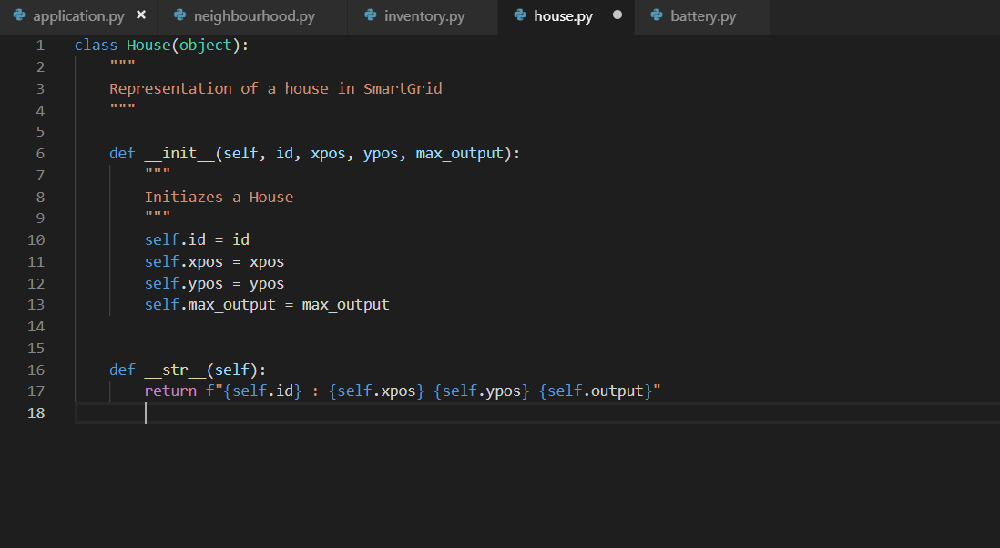 application.py × neighbourhood.py inventory.py house.py ● battery.py
1 class House(object):
2     """
3     Representation of a house in SmartGrid
4     """
5
6     def __init__(self, id, xpos, ypos, max_output):
7         """
8         Initiazes a House
9         """
10         self.id = id
11         self.xpos = xpos
12         self.ypos = ypos
13         self.max_output = max_output
14
15
16     def __str__(self):
17         return f"{self.id} : {self.xpos} {self.ypos} {self.output}"
18